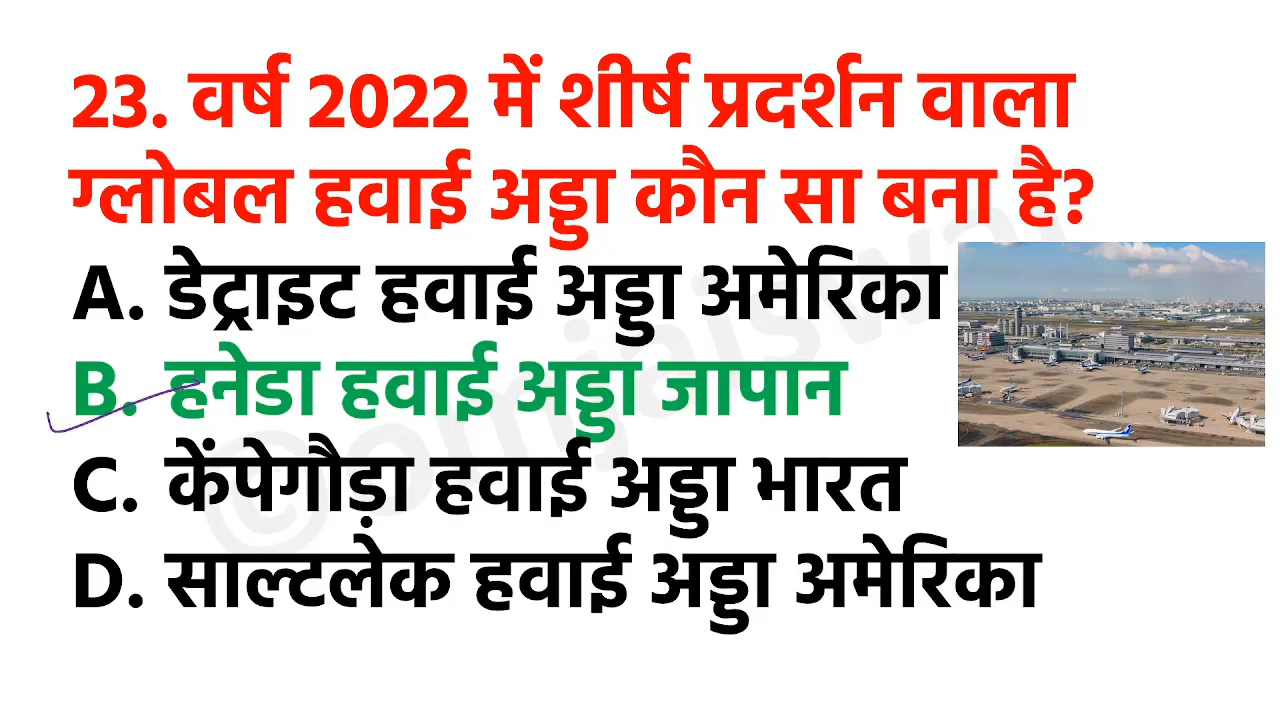 23. वर्ष 2022 में शीर्ष प्रदर्शन वाला
ग्लोबल हवाई अड्डा कौन सा बना है?
A. डेट्राइट हवाई अड्डा अमेरिका
B. हनेडा हवाई अड्डा जापान
C. केंपेगौड़ा हवाई अड्डा भारत
D. साल्टलेक हवाई अड्डा अमेरिका